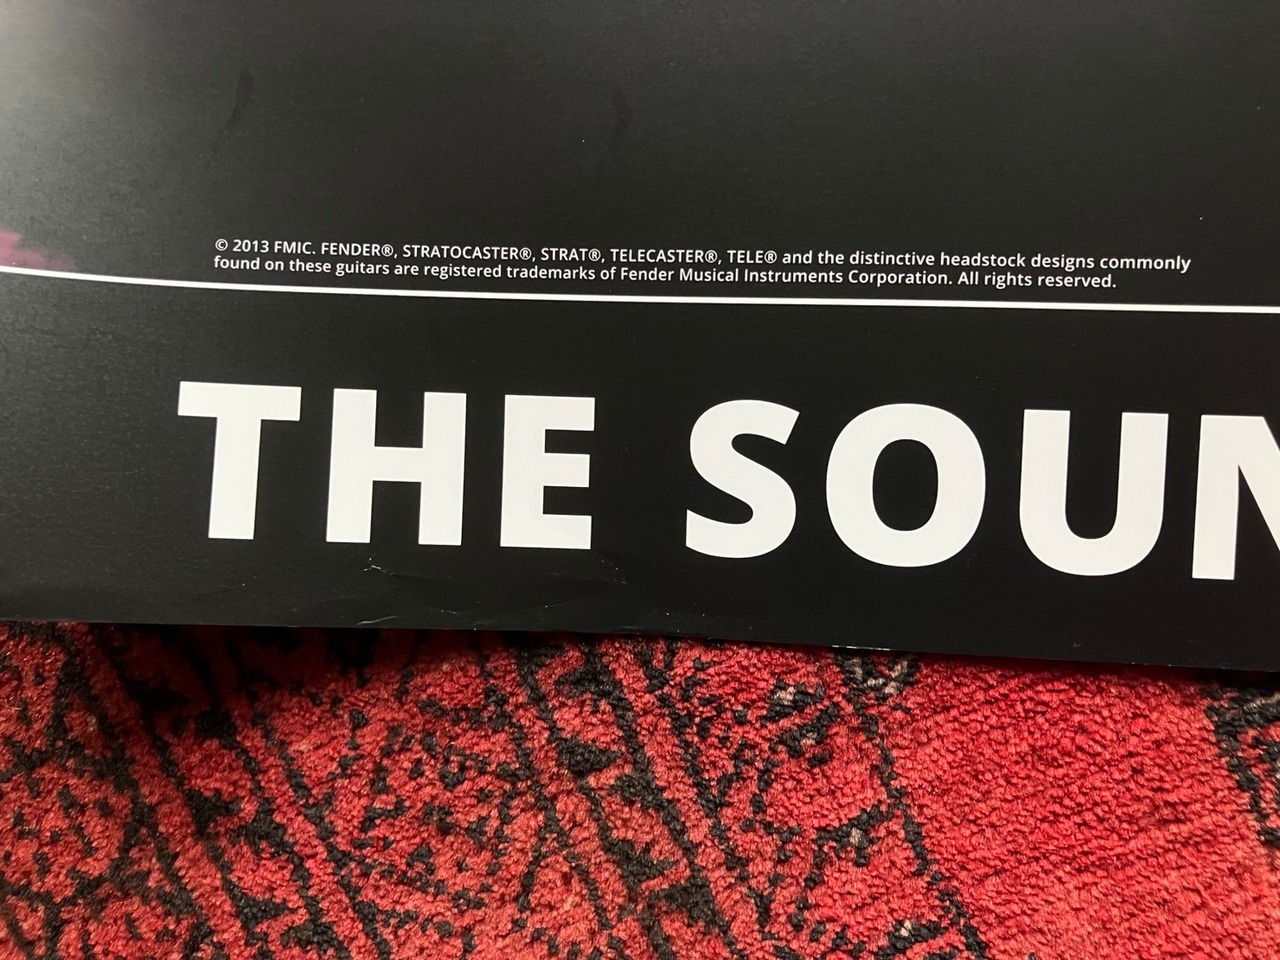 © 2013 FMIC. FENDER®, STRATOCASTER®, STRAT®, TELECASTER®, TELE® and the distinctive headstock designs commonly
found on these guitars are registered trademarks of Fender Musical Instruments Corporation. All rights reserved.
THE SOUN